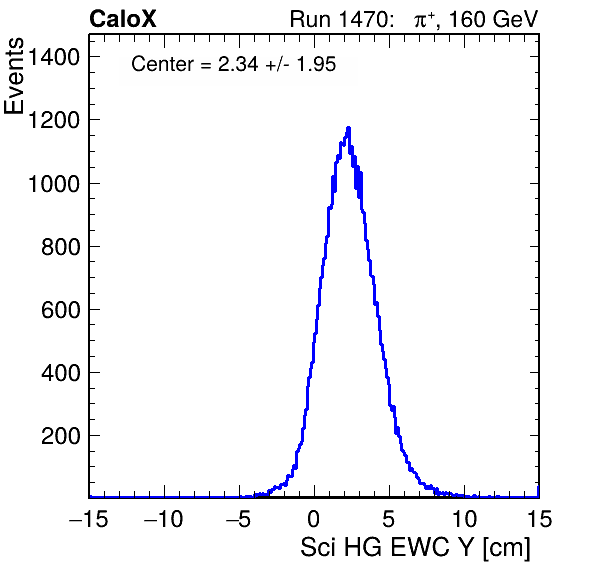 CaloX Run 1470: π⁺, 160 GeV
Center = 2.34 +/- 1.95
Events
1400
1200
1000
800
600
400
200
−15 −10 −5 0 5 10 15
Sci HG EWC Y [cm]